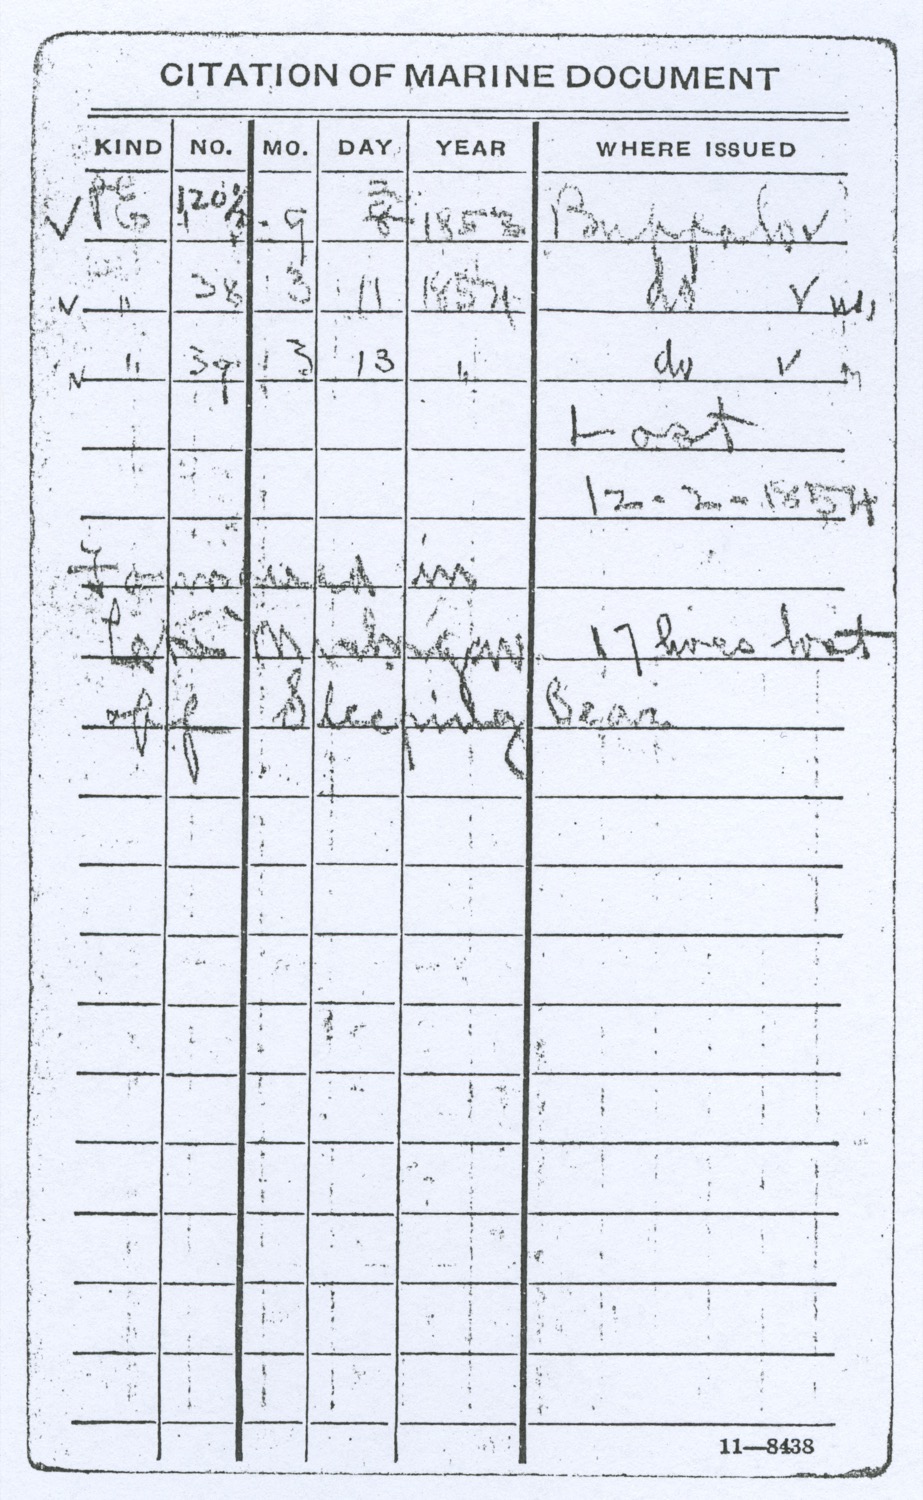 CITATION OF MARINE DOCUMENT
KIND NO. MO. DAY YEAR WHERE ISSUED
✓ PE 120½ 9 1853 Buffalo ✓
✓ " 38 3 11 1854 do ✓
✓ " 39 3 13 " do ✓
Lost
12-2-1854
Foundered in
Lake Michigan 17 lives lost
off Sleeping Bear
11—8438